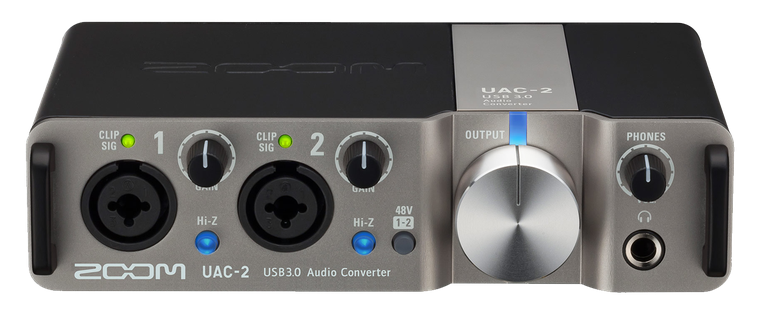 ZOOM
UAC-2
USB 3.0
Audio
Converter
CLIP
SIG
1
GAIN
Hi-Z
CLIP
SIG
2
GAIN
Hi-Z
48V
1-2
OUTPUT
PHONES
ZOOM UAC-2 USB3.0 Audio Converter